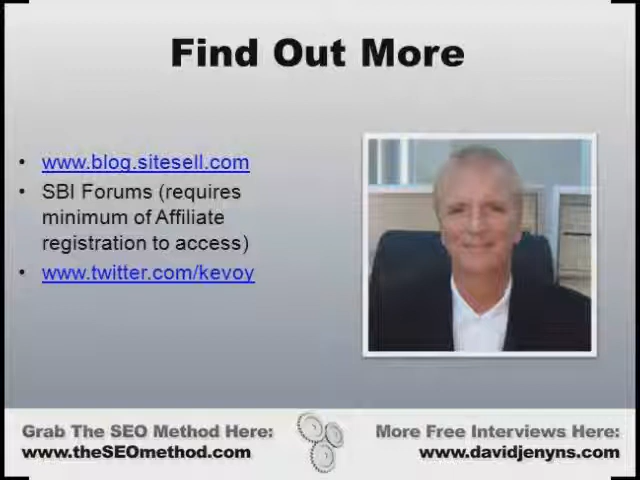 Find Out More
• www.blog.sitesell.com
• SBI Forums (requires
minimum of Affiliate
registration to access)
• www.twitter.com/kevoy
Grab The SEO Method Here:
www.theSEOmethod.com
More Free Interviews Here:
www.davidjenyns.com